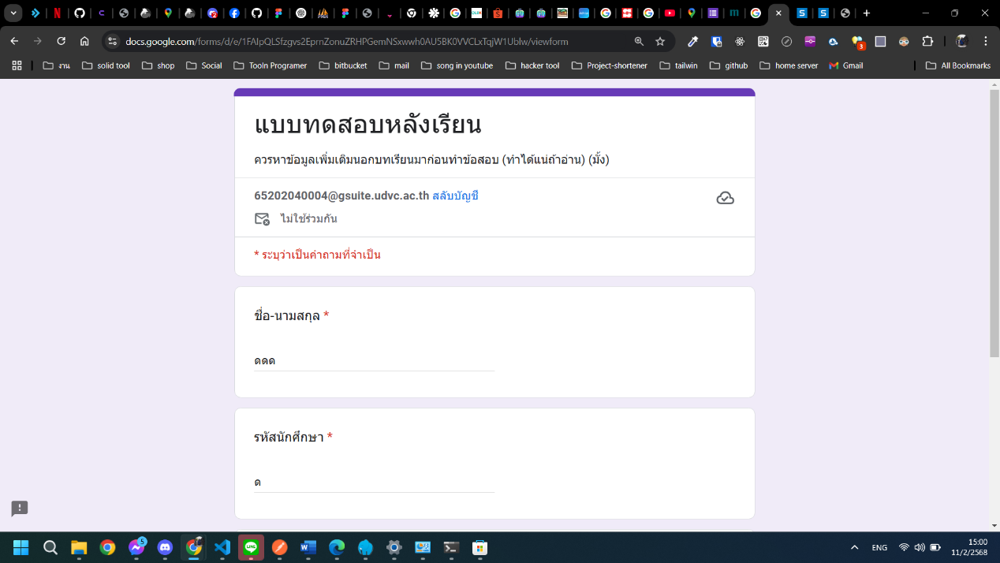 docs.google.com/forms/d/e/1FAIpQLSfzgvs2EprnZonuZRHPGemNSxwwh0AU5BK0VVCLxTqjW1Ublw/viewform
งาน solid tool shop Social Tooln Programer bitbucket mail song in youtube hacker tool Project-shortener tailwin github home server Gmail All Bookmarks
แบบทดสอบหลังเรียน
ควรหาข้อมูลเพิ่มเติมนอกบทเรียนมาก่อนทำข้อสอบ (ทำได้แน่ถ้าอ่าน) (มั้ง)
65202040004@gsuite.udvc.ac.th สลับบัญชี
ไม่ใช้ร่วมกัน
* ระบุว่าเป็นคำถามที่จำเป็น
ชื่อ-นามสกุล *
ดดด
รหัสนักศึกษา *
ด
ENG
15:00
11/2/2568